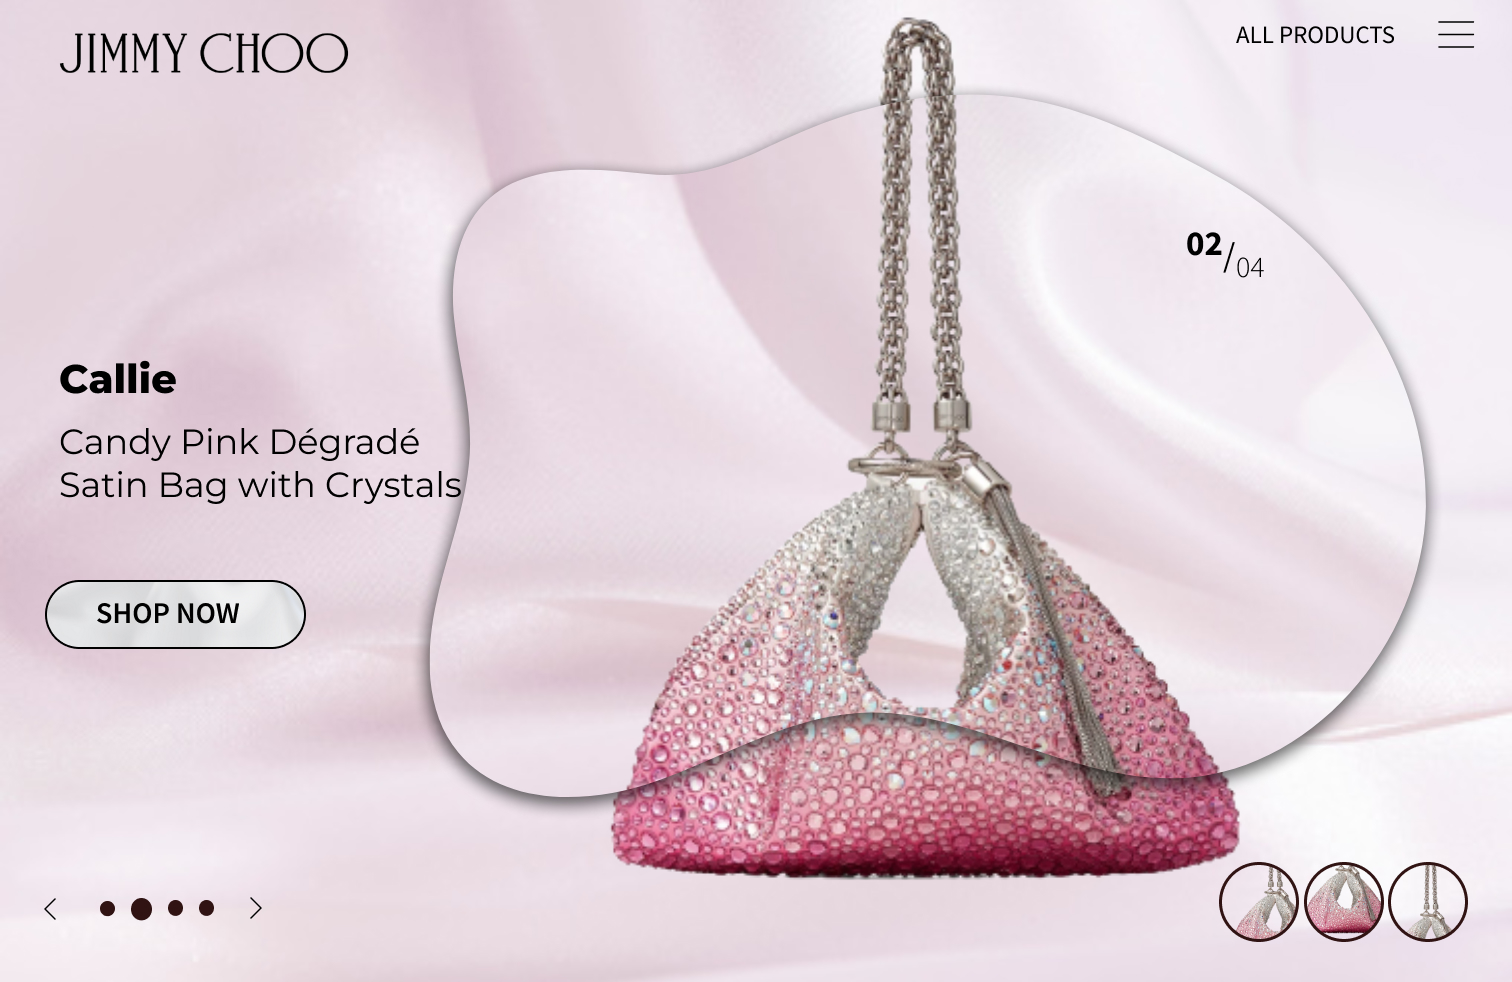 JIMMY CHOO
ALL PRODUCTS
02/04
Callie
Candy Pink Dégradé
Satin Bag with Crystals
SHOP NOW